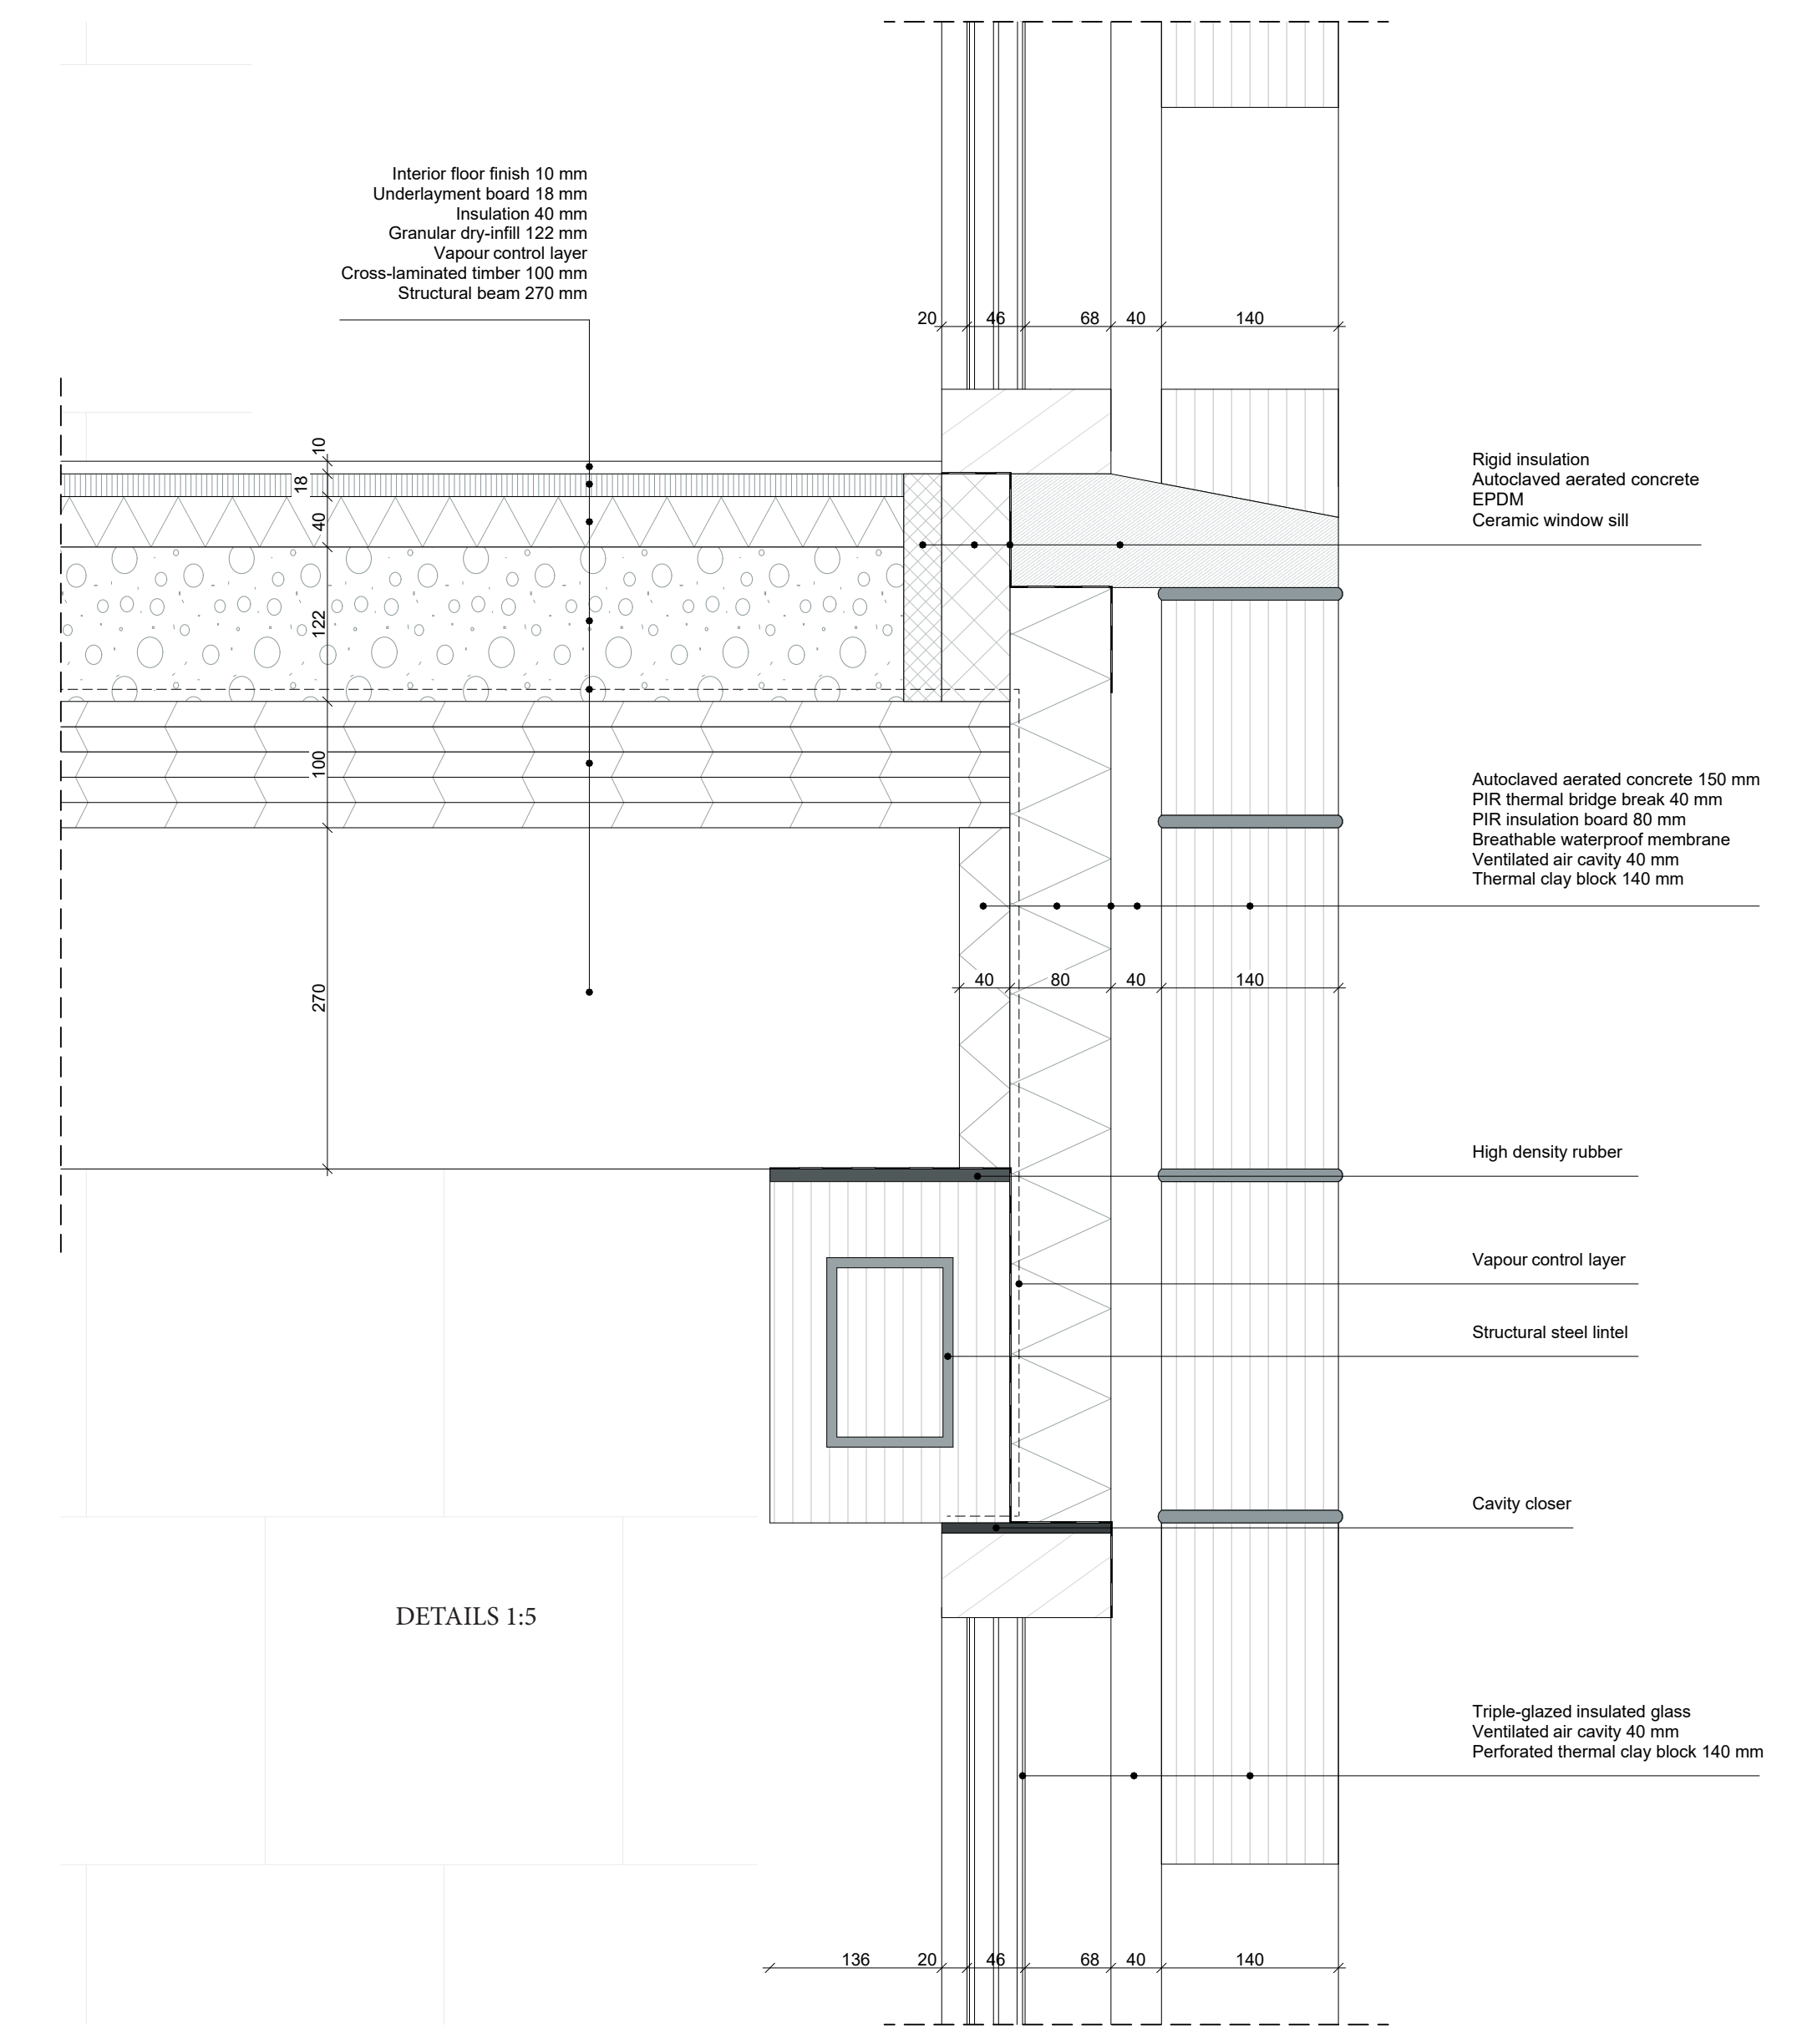 Interior floor finish 10 mm
Underlayment board 18 mm
Insulation 40 mm
Granular dry-infill 122 mm
Vapour control layer
Cross-laminated timber 100 mm
Structural beam 270 mm
20 46 68 40 140
10
18
40
122
100
270
Rigid insulation
Autoclaved aerated concrete
EPDM
Ceramic window sill
Autoclaved aerated concrete 150 mm
PIR thermal bridge break 40 mm
PIR insulation board 80 mm
Breathable waterproof membrane
Ventilated air cavity 40 mm
Thermal clay block 140 mm
40 80 40 140
High density rubber
Vapour control layer
Structural steel lintel
Cavity closer
DETAILS 1:5
Triple-glazed insulated glass
Ventilated air cavity 40 mm
Perforated thermal clay block 140 mm
136 20 46 68 40 140